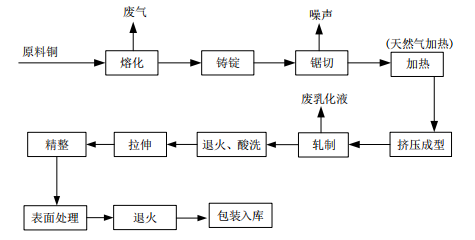 废气
噪声
原料铜
熔化
铸锭
锯切
(天然气加热)
加热
废乳化液
精整
拉伸
退火、酸洗
轧制
挤压成型
表面处理
退火
包装入库